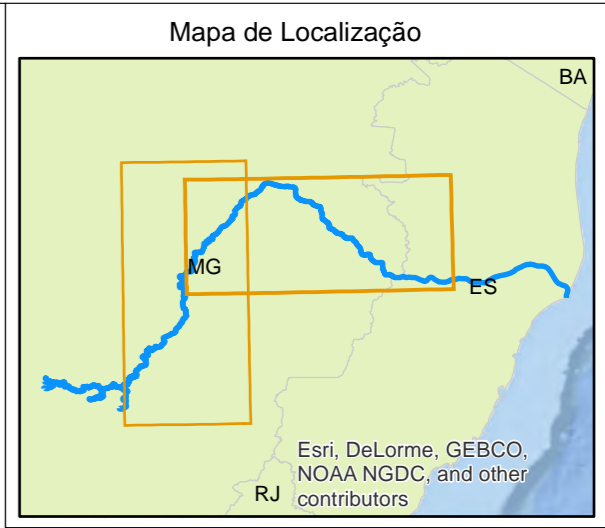 Mapa de Localização
BA
MG
ES
Esri, DeLorme, GEBCO,
NOAA NGDC, and other
RJ contributors